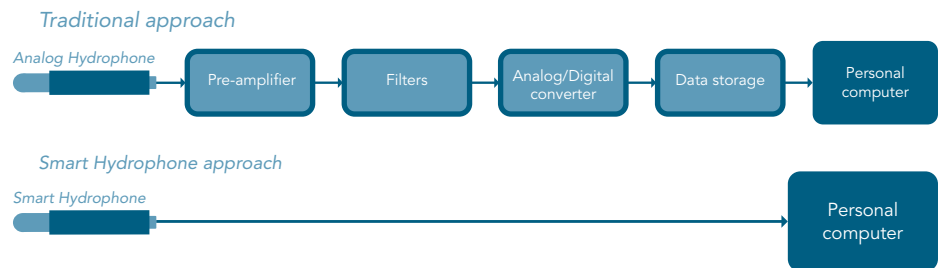 Traditional approach
Analog Hydrophone
Pre-amplifier
Filters
Analog/Digital
converter
Data storage
Personal
computer
Smart Hydrophone approach
Smart Hydrophone
Personal
computer